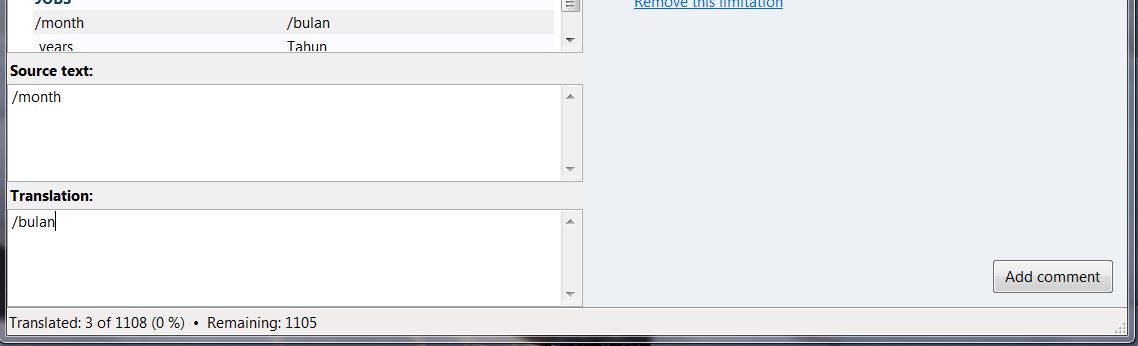 JOBS
Remove this limitation
/month /bulan
years Tahun
Source text:
/month
Translation:
/bulan
Add comment
Translated: 3 of 1108 (0 %) • Remaining: 1105